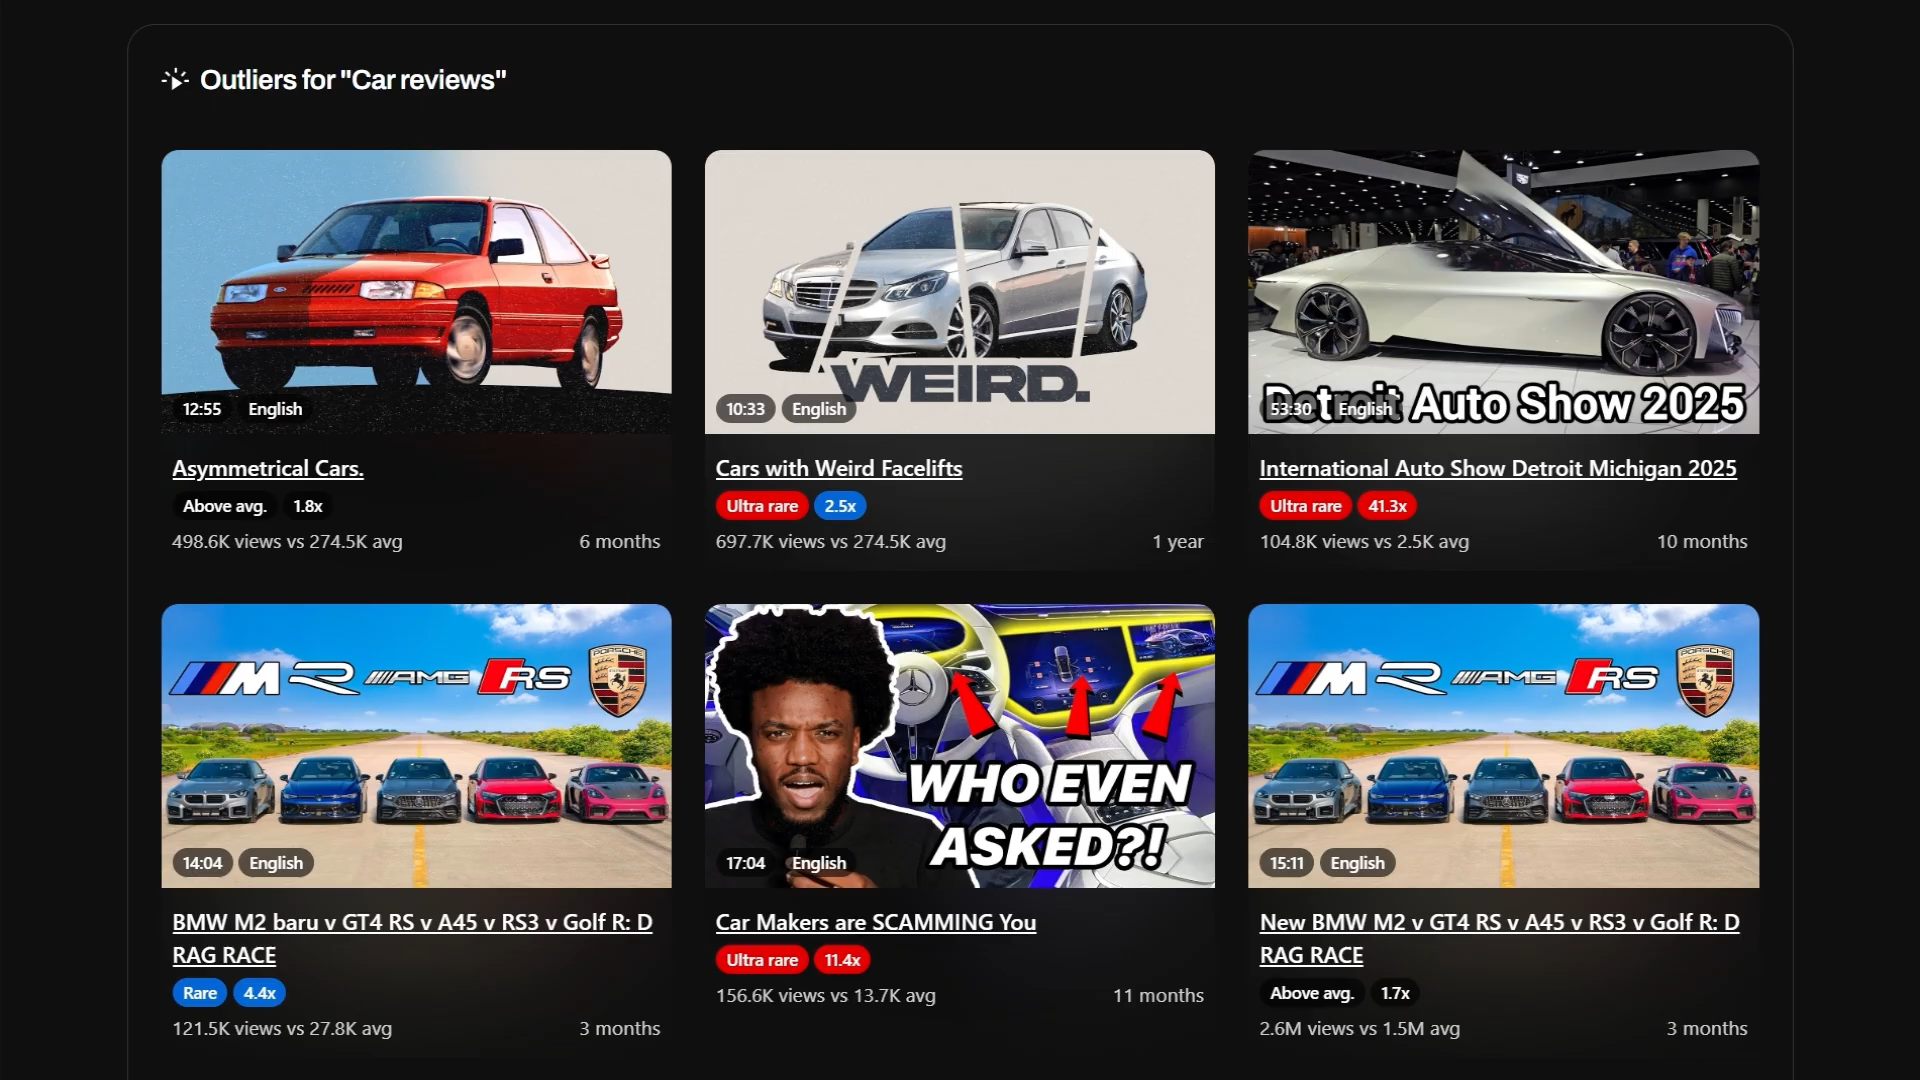 Outliers for "Car reviews"
12:55 English
Asymmetrical Cars.
Above avg. 1.8x
498.6K views vs 274.5K avg 6 months
WEIRD.
10:33 English
Cars with Weird Facelifts
Ultra rare 2.5x
697.7K views vs 274.5K avg 1 year
Detroit Auto Show 2025
53:30 English
International Auto Show Detroit Michigan 2025
Ultra rare 41.3x
104.8K views vs 2.5K avg 10 months
M R AMG RS PORSCHE
14:04 English
BMW M2 baru v GT4 RS v A45 v RS3 v Golf R: D
RAG RACE
Rare 4.4x
121.5K views vs 27.8K avg 3 months
WHO EVEN
ASKED?!
17:04 English
Car Makers are SCAMMING You
Ultra rare 11.4x
156.6K views vs 13.7K avg 11 months
M R AMG RS PORSCHE
15:11 English
New BMW M2 v GT4 RS v A45 v RS3 v Golf R: D
RAG RACE
Above avg. 1.7x
2.6M views vs 1.5M avg 3 months